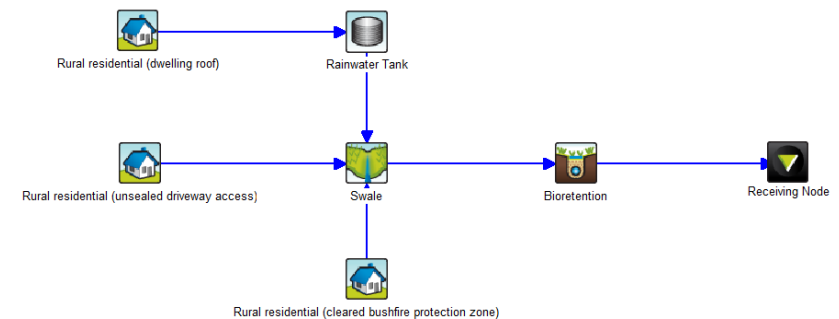 Rural residential (dwelling roof)
Rainwater Tank
Rural residential (unsealed driveway access)
Swale
Bioretention
Receiving Node
Rural residential (cleared bushfire protection zone)